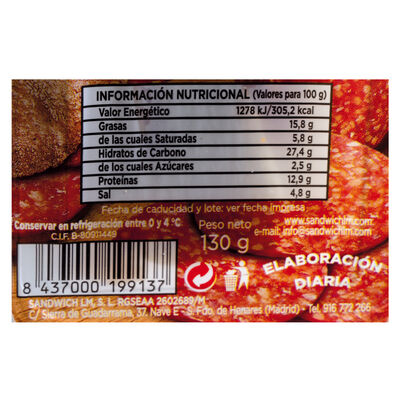 INFORMACIÓN NUTRICIONAL (Valores para 100 g)
Valor Energético 1278 kJ/305,2 kcal
Grasas 15,8 g
de las cuales Saturadas 5,8 g
Hidratos de Carbono 27,4 g
de los cuales Azúcares 2,5 g
Proteínas 12,9 g
Sal 4,8 g
Fecha de caducidad y lote: ver fecha impresa
Conservar en refrigeración entre 0 y 4 °C
C.I.F. B-80911449
Peso neto
130 g
www.sandwichlm.com
e-mail: info@sandwichlm.com
ELABORACIÓN
DIARIA
8 437000 199137
SANDWICH LM, S. L. RGSEAA 2602689/M
C/ Sierra de Guadarrama, 37. Nave E - S. Fdo. de Henares (Madrid) - Tel. 916 772 266